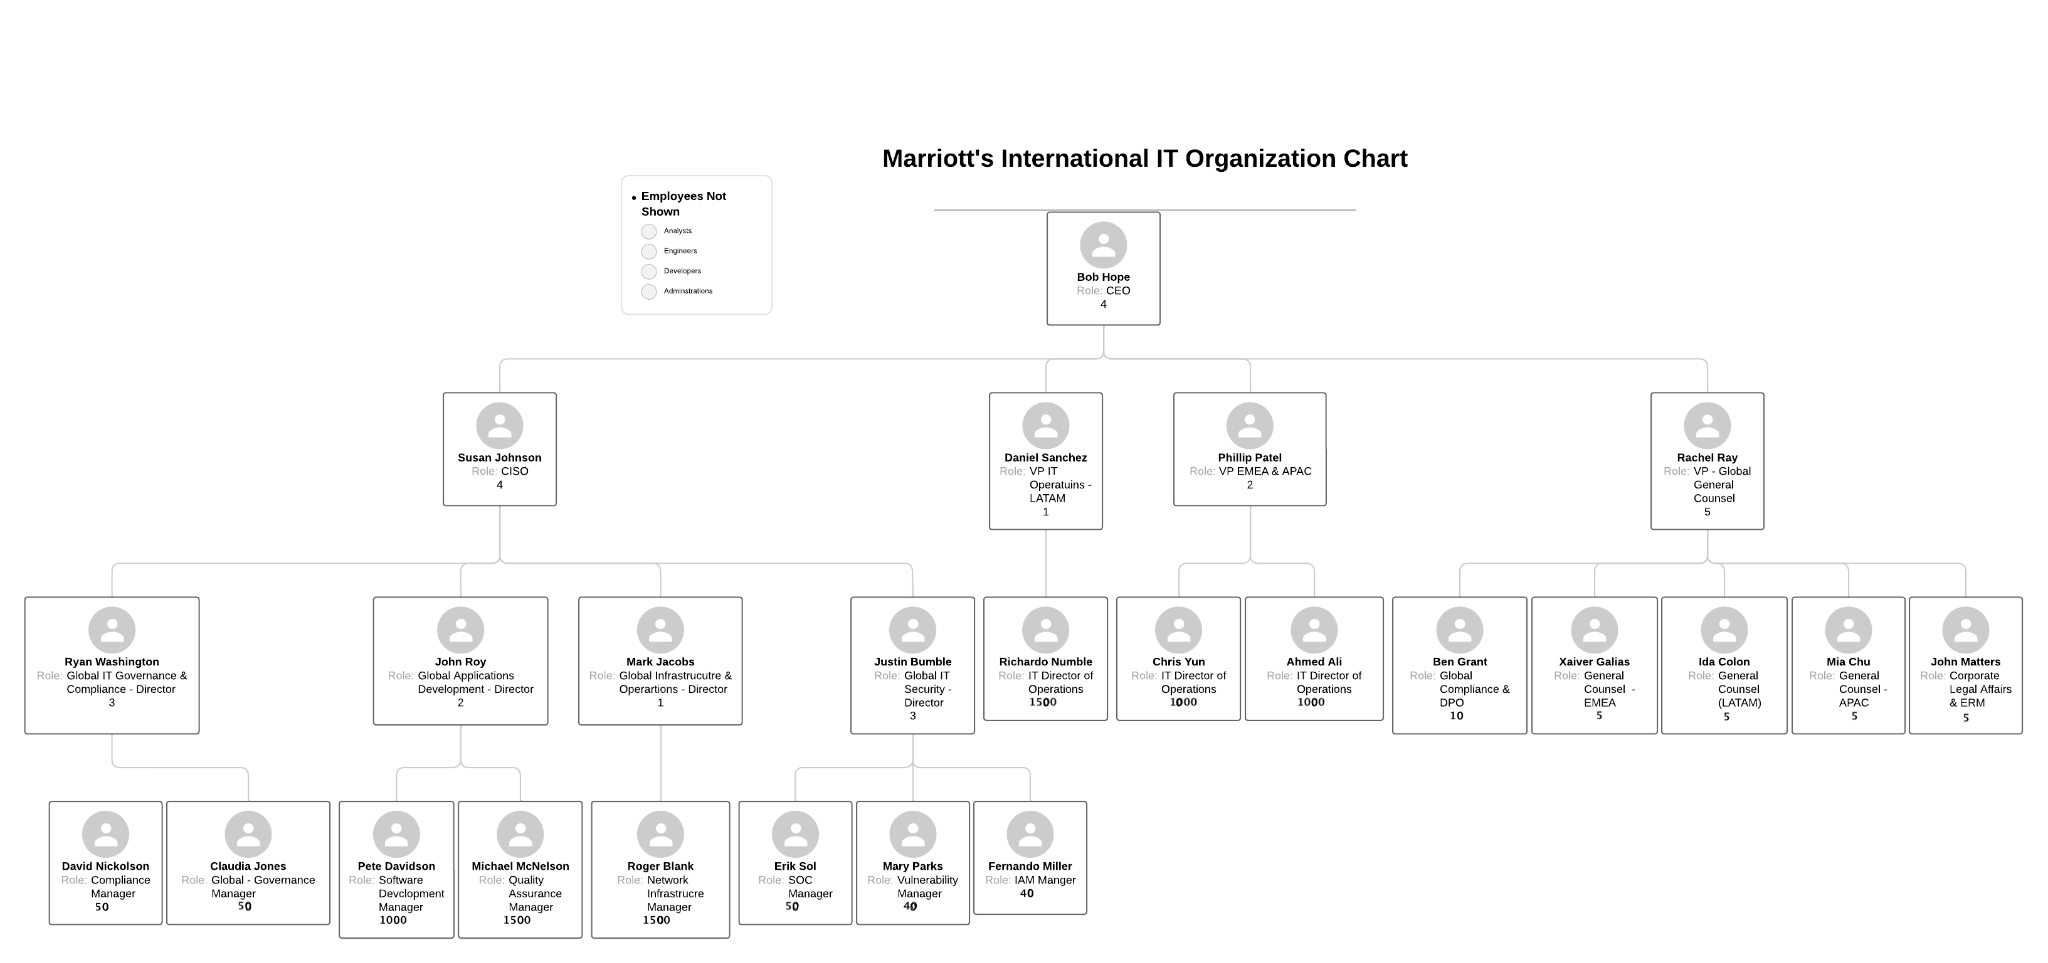 Marriott's International IT Organization Chart
• Employees Not
Shown
Analysts
Engineers
Developers
Adminstrations
Bob Hope
Role: CEO
4
Susan Johnson
Role: CISO
4
Daniel Sanchez
Role: VP IT
Operatuins -
LATAM
1
Phillip Patel
Role: VP EMEA & APAC
2
Rachel Ray
Role: VP - Global
General
Counsel
5
Ryan Washington
Role: Global IT Governance &
Compliance - Director
3
John Roy
Role: Global Applications
Development - Director
2
Mark Jacobs
Role: Global Infrastrucutre &
Operartions - Director
1
Justin Bumble
Role: Global IT
Security -
Director
3
Richardo Numble
Role: IT Director of
Operations
1500
Chris Yun
Role: IT Director of
Operations
1000
Ahmed Ali
Role: IT Director of
Operations
1000
Ben Grant
Role: Global
Compliance &
DPO
10
Xaiver Galias
Role: General
Counsel -
EMEA
5
Ida Colon
Role: General
Counsel
(LATAM)
5
Mia Chu
Role: General
Counsel -
APAC
5
John Matters
Role: Corporate
Legal Affairs
& ERM
5
David Nickolson
Role: Compliance
Manager
50
Claudia Jones
Role: Global - Governance
Manager
50
Pete Davidson
Role: Software
Devclopment
Manager
1000
Michael McNelson
Role: Quality
Assurance
Manager
1500
Roger Blank
Role: Network
Infrastrucre
Manager
1500
Erik Sol
Role: SOC
Manager
50
Mary Parks
Role: Vulnerability
Manager
40
Fernando Miller
Role: IAM Manger
40